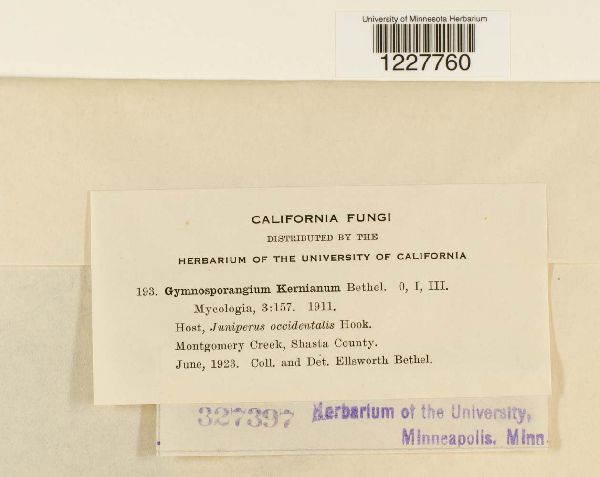 University of Minnesota Herbarium
1227760
CALIFORNIA FUNGI
DISTRIBUTED BY THE
HERBARIUM OF THE UNIVERSITY OF CALIFORNIA
193. Gymnosporangium Kernianum Bethel. 0, I, III.
Mycologia, 3:157. 1911.
Host, Juniperus occidentalis Hook.
Montgomery Creek, Shasta County.
June, 1923. Coll. and Det. Ellsworth Bethel.
327397 Herbarium of the University,
Minneapolis. Minn